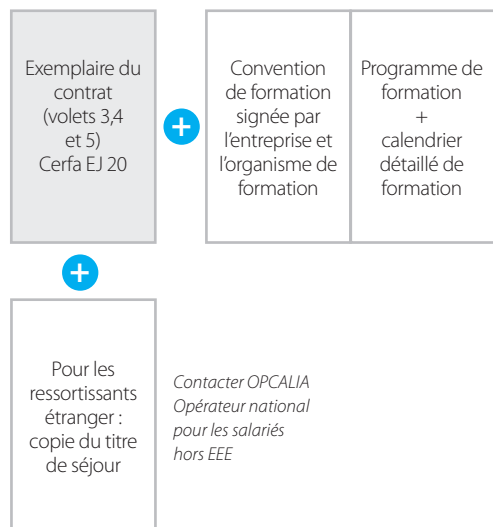 Exemplaire du
contrat
(volets 3,4
et 5)
Cerfa EJ 20
+
Convention
de formation
signée par
l'entreprise et
l'organisme de
formation
Programme de
formation
+
calendrier
détaillé de
formation
+
Pour les
ressortissants
étranger :
copie du titre
de séjour
Contacter OPCALIA
Opérateur national
pour les salariés
hors EEE